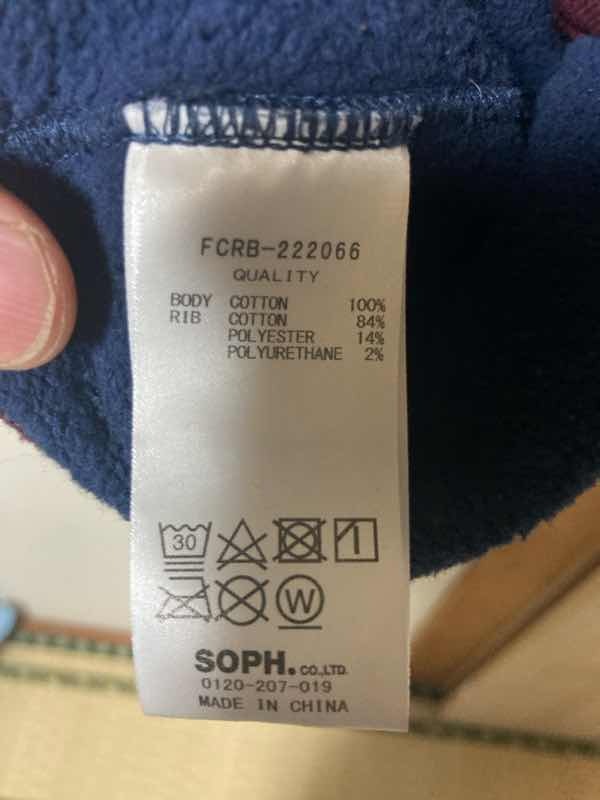 FCRB-222066
QUALITY
BODY COTTON 100%
RIB COTTON 84%
POLYESTER 14%
POLYURETHANE 2%
30
W
SOPH. CO.,LTD.
0120-207-019
MADE IN CHINA